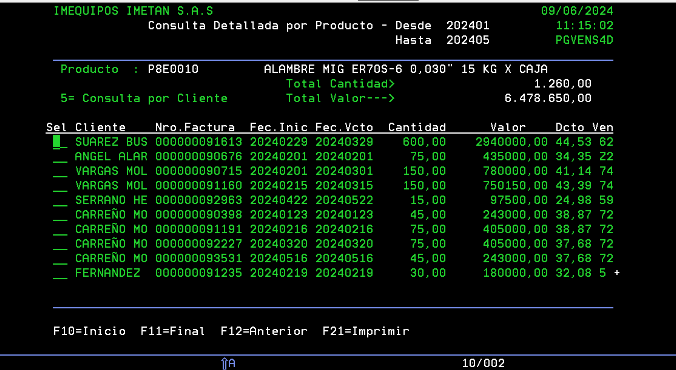 IMEQUIPOS IMETAN S.A.S 09/06/2024
Consulta Detallada por Producto - Desde 202401 11:15:02
Hasta 202405 PGVENS4D
Producto : P8E0010 ALAMBRE MIG ER70S-6 0,030" 15 KG X CAJA
Total Cantidad> 1.260,00
5= Consulta por Cliente Total Valor---> 6.478.650,00
Sel Cliente Nro.Factura Fec.Inic Fec.Vcto Cantidad Valor Dcto Ven
__ SUAREZ BUS 000000091613 20240229 20240329 600,00 2940000,00 44,53 62
__ ANGEL ALAR 000000090676 20240201 20240201 75,00 435000,00 34,35 22
__ VARGAS MOL 000000090715 20240201 20240301 150,00 780000,00 41,14 74
__ VARGAS MOL 000000091160 20240215 20240315 150,00 750150,00 43,39 74
__ SERRANO HE 000000092963 20240422 20240522 15,00 97500,00 24,98 59
__ CARREÑO MO 000000090398 20240123 20240123 45,00 243000,00 38,87 72
__ CARREÑO MO 000000091191 20240216 20240216 75,00 405000,00 38,87 72
__ CARREÑO MO 000000092227 20240320 20240320 75,00 405000,00 37,68 72
__ CARREÑO MO 000000093531 20240516 20240516 45,00 243000,00 37,68 72
__ FERNANDEZ 000000091235 20240219 20240219 30,00 180000,00 32,08 5 +
F10=Inicio F11=Final F12=Anterior F21=Imprimir
⇧A 10/002